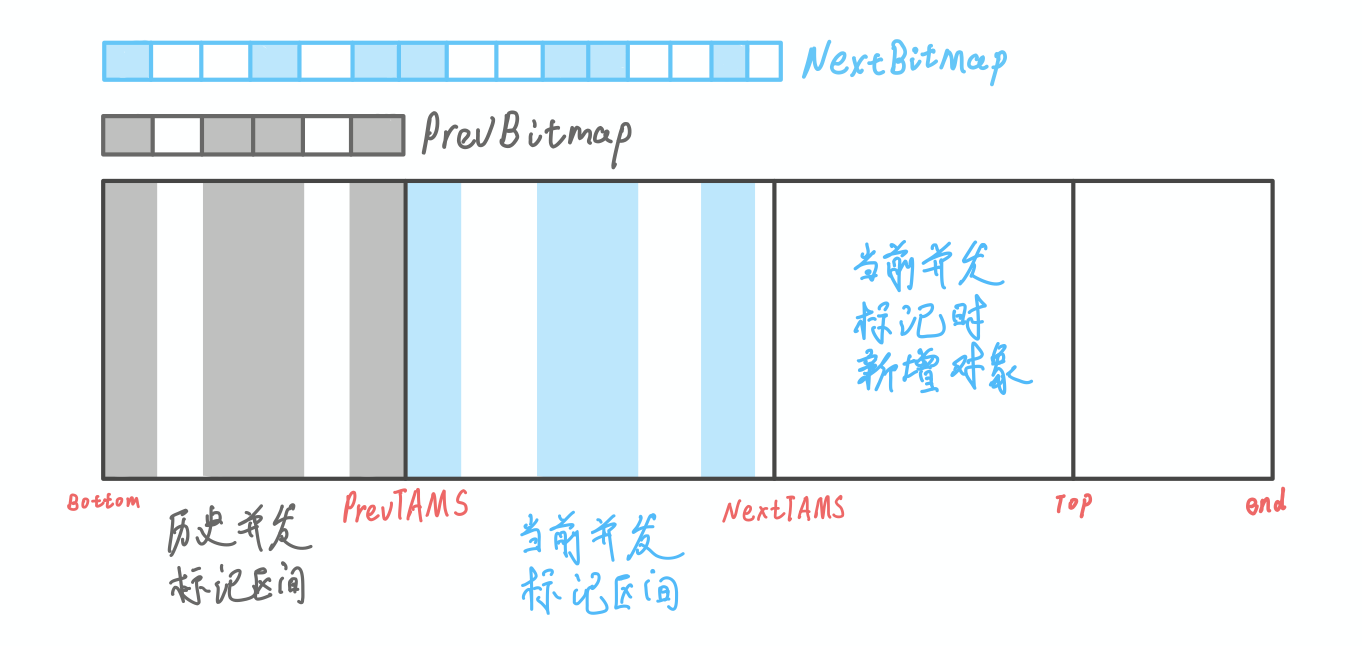 NextBitmap
PrevBitmap
当前并发
标记时
新增对象
Bottom
PrevTAMS
NextTAMS
Top
End
历史并发
标记区间
当前并发
标记区间